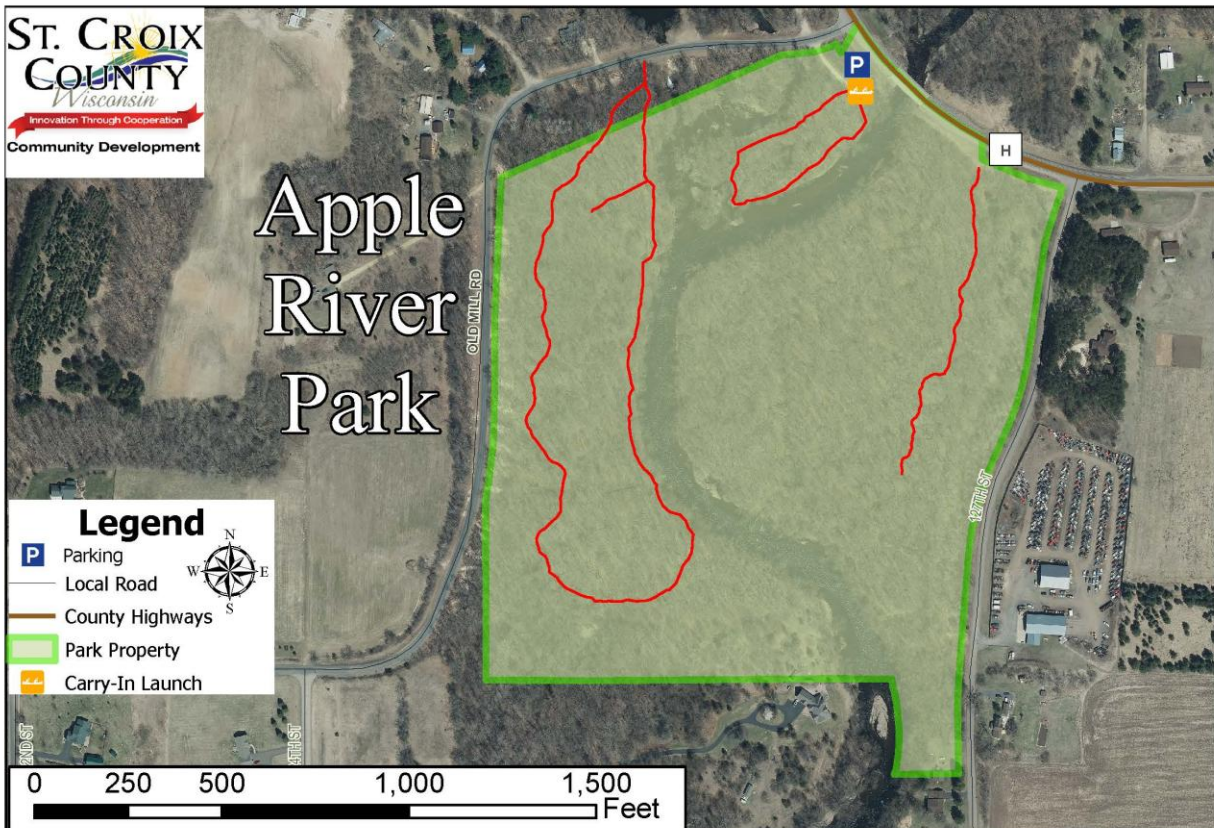 ST. CROIX
COUNTY
Wisconsin
Innovation Through Cooperation
Community Development
P
H
Apple
River
Park
OLD MILL RD
127TH ST
Legend
P Parking
Local Road
County Highways
Park Property
Carry-In Launch
N
W E
S
2ND ST
4TH ST
0 250 500 1,000 1,500
Feet